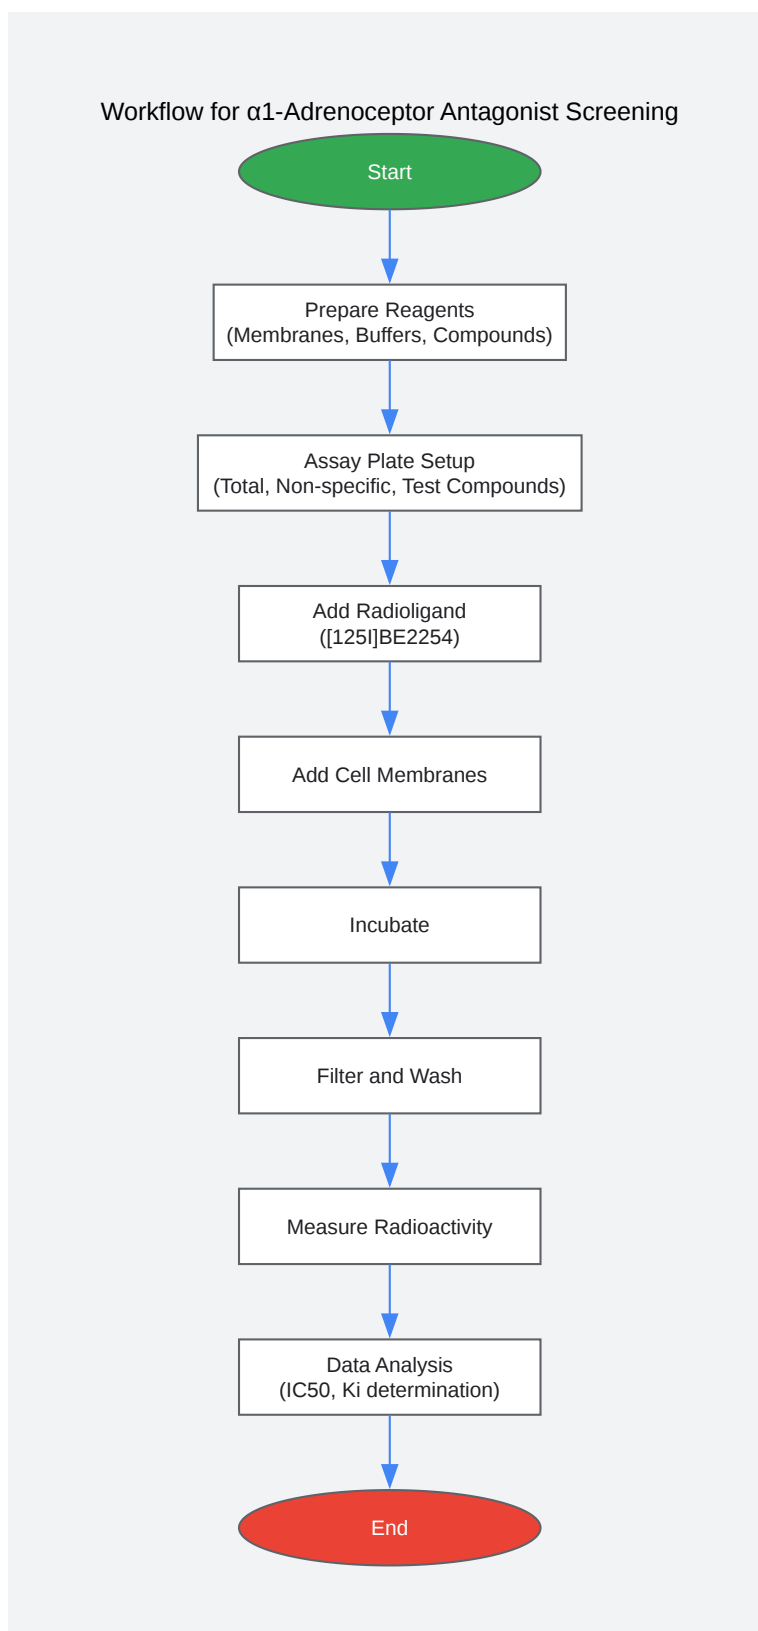 Workflow for α1-Adrenoceptor Antagonist Screening
Start
Prepare Reagents
(Membranes, Buffers, Compounds)
Assay Plate Setup
(Total, Non-specific, Test Compounds)
Add Radioligand
([125I]BE2254)
Add Cell Membranes
Incubate
Filter and Wash
Measure Radioactivity
Data Analysis
(IC50, Ki determination)
End